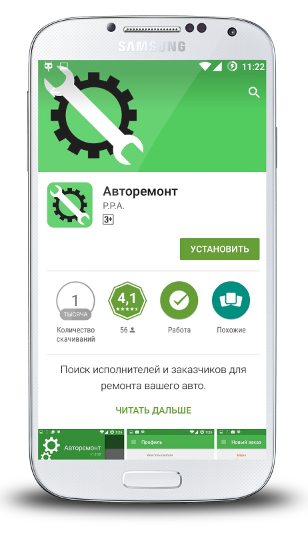 SAMSUNG
11:22
Авторемонт
P.P.A.
3+
УСТАНОВИТЬ
1
ТЫСЯЧА
4,1
Количество
скачиваний
56
Работа
Похожие
Поиск исполнителей и заказчиков для
ремонта вашего авто.
ЧИТАТЬ ДАЛЬШЕ
Авторемонт
Профиль
Новый заказ